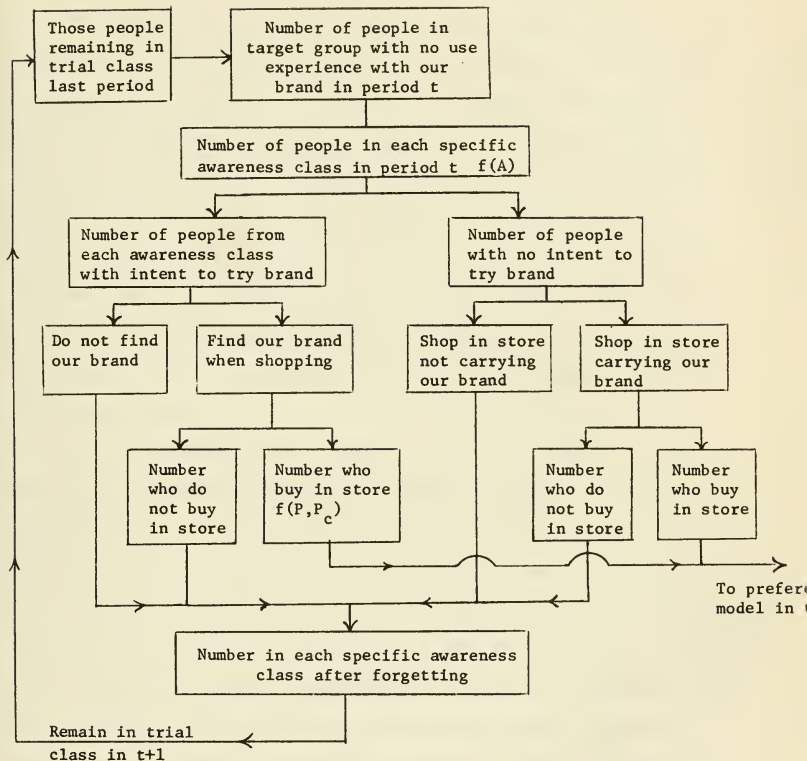 Those people
remaining in
trial class
last period
Number of people in
target group with no use
experience with our
brand in period t
Number of people in each specific
awareness class in period t f(A)
Number of people from
each awareness class
with intent to try brand
Number of people
with no intent to
try brand
Do not find
our brand
Find our brand
when shopping
Shop in store
not carrying
our brand
Shop in store
carrying our
brand
Number
who do
not buy
in store
Number who
buy in store
f(P,P_c)
Number
who do
not buy
in store
Number
who buy
in store
To
model in
Number in each specific awareness
class after forgetting
Remain in trial
class in t+1